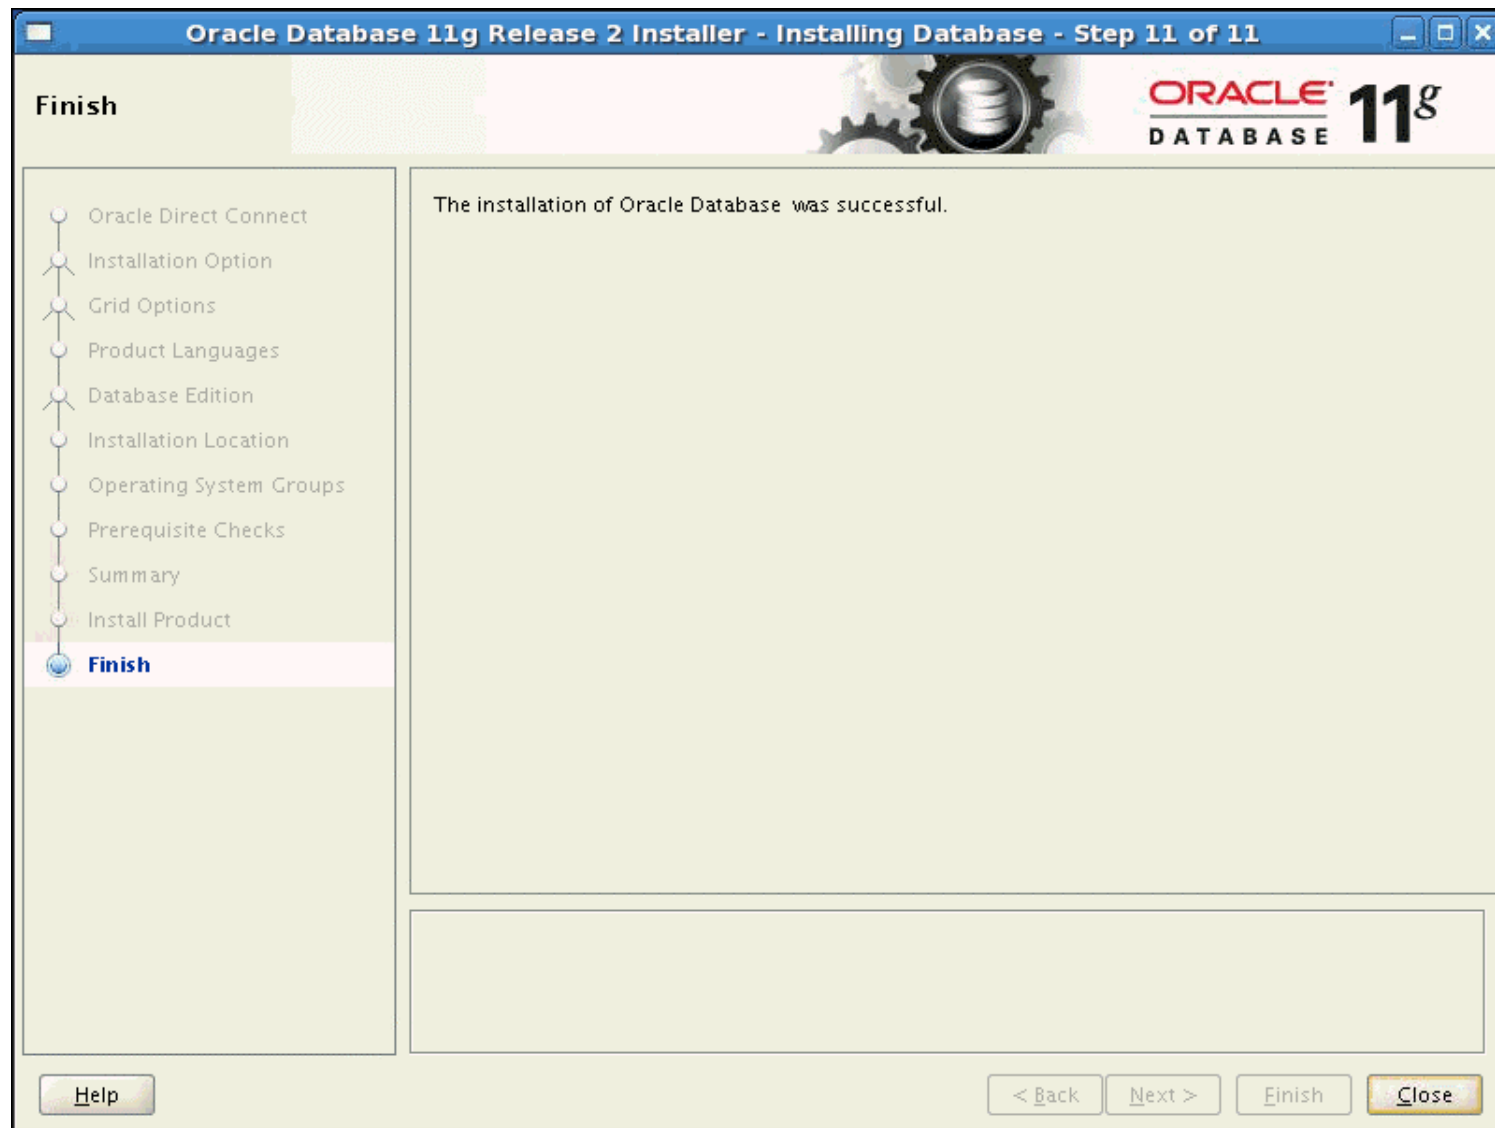 Oracle Database 11g Release 2 Installer - Installing Database - Step 11 of 11
Finish
ORACLE
DATABASE
11g
Oracle Direct Connect
Installation Option
Grid Options
Product Languages
Database Edition
Installation Location
Operating System Groups
Prerequisite Checks
Summary
Install Product
Finish
The installation of Oracle Database was successful.
Help
< Back
Next >
Finish
Close